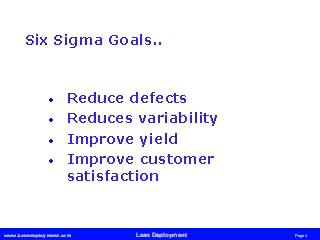 Six Sigma Goals..
• Reduce defects
• Reduces variability
• Improve yield
• Improve customer
satisfaction
Lean Deployment